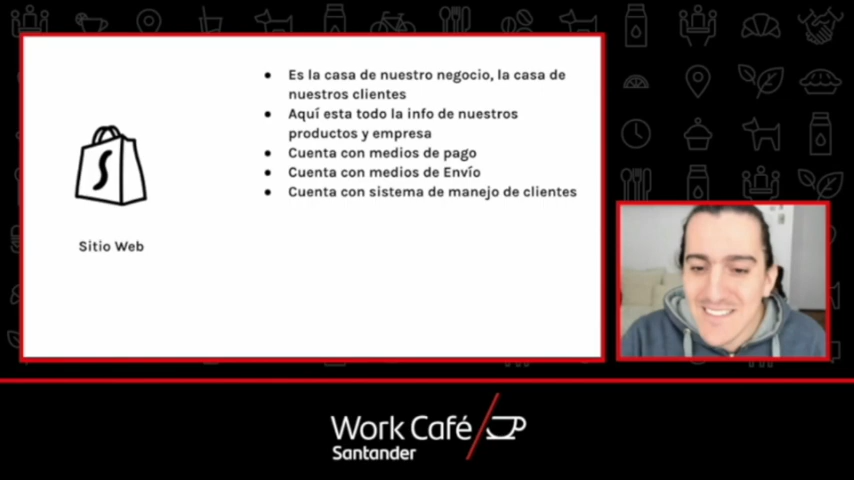 Es la casa de nuestro negocio, la casa de
nuestros clientes
Aquí esta todo la info de nuestros
productos y empresa
Cuenta con medios de pago
Cuenta con medios de Envío
Cuenta con sistema de manejo de clientes
S
Sitio Web
Work Café
Santander